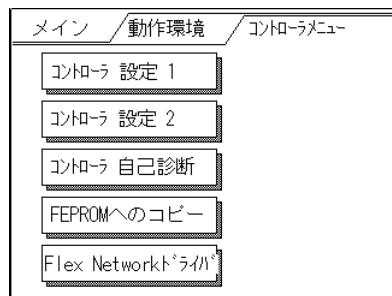 メイン 動作環境 ｺﾝﾄﾛｰﾗﾒﾆｭｰ
ｺﾝﾄﾛｰﾗ 設定 1
ｺﾝﾄﾛｰﾗ 設定 2
ｺﾝﾄﾛｰﾗ 自己診断
FEPROMへのコピー
Flex Networkﾄﾞﾗｲﾊﾞ